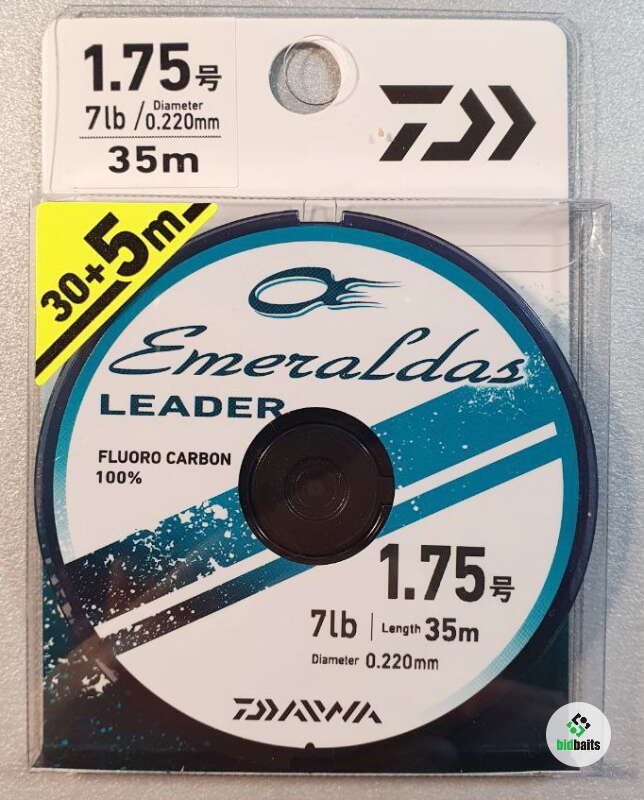 1.75号
7lb / Diameter 0.220mm
35m
30+5m
Emeraldas
LEADER
FLUORO CARBON
100%
1.75号
7lb | Length 35m
Diameter 0.220mm
DAIWA
bidbaits